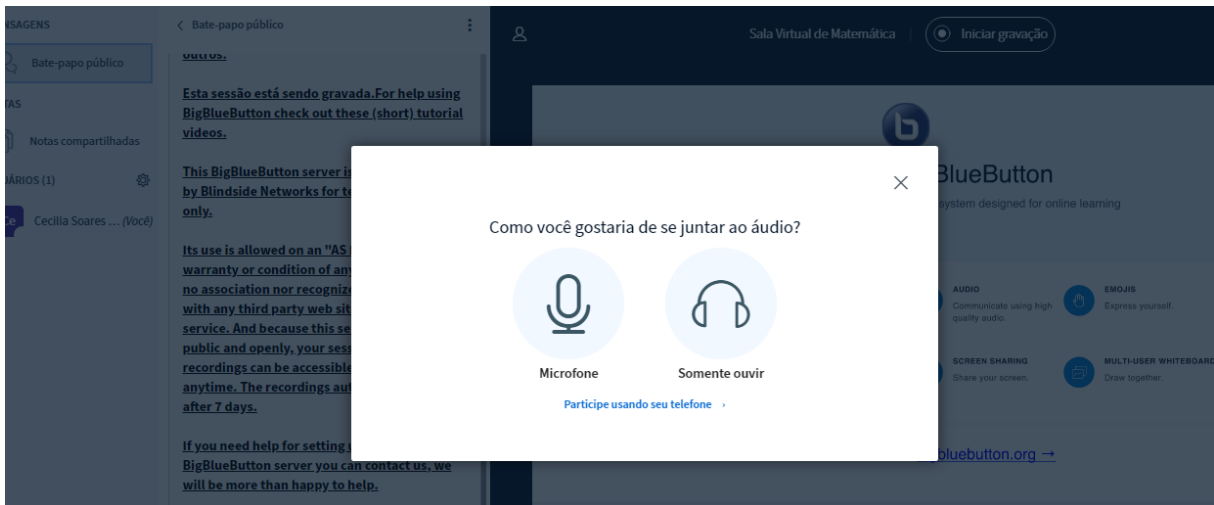 NSAGENS
Bate-papo público
TAS
Notas compartilhadas
JÁRIOS (1)
Ce
Cecilia Soares ... (Você)
Bate-papo público
outros.
Esta sessão está sendo gravada.For help using
BigBlueButton check out these (short) tutorial
videos.
This BigBlueButton server is
by Blindside Networks for te
only.
Its use is allowed on an "AS
warranty or condition of any
no association nor recognize
with any third party web sit
service. And because this se
public and openly, your sess
recordings can be accessible
anytime. The recordings aut
after 7 days.
If you need help for setting
BigBlueButton server you can contact us, we
will be more than happy to help.
Sala Virtual de Matemática
Iniciar gravação
Como você gostaria de se juntar ao áudio?
Microfone
Somente ouvir
Participe usando seu telefone
b
BlueButton
system designed for online learning
AUDIO
Communicate using high
quality audio.
EMOJIS
Express yourself.
SCREEN SHARING
Share your screen.
MULTI-USER WHITEBOARD
Draw together.
bluebutton.org →